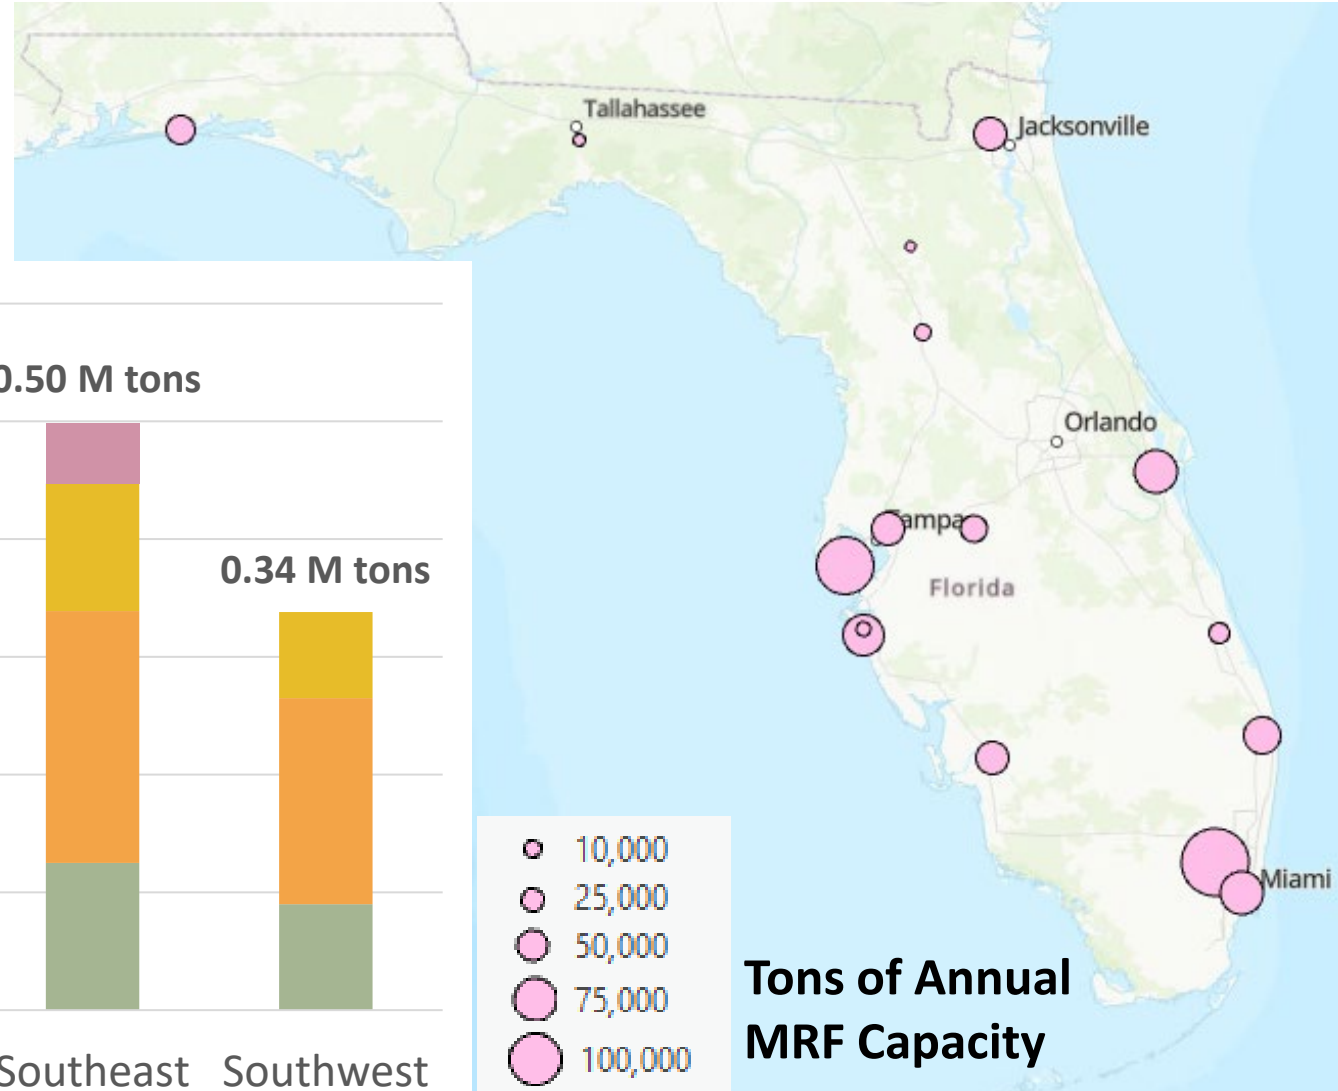 Tallahassee
Jacksonville
0.50 M tons
Orlando
Tampa
0.34 M tons
Florida
10,000
25,000
50,000
75,000
100,000
Miami
Tons of Annual
MRF Capacity
Southeast
Southwest